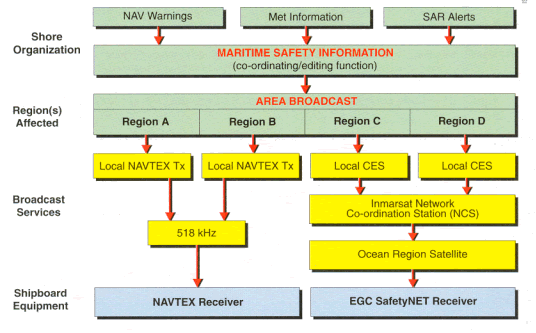 NAV Warnings
Met Information
SAR Alerts
Shore
Organization
MARITIME SAFETY INFORMATION
(co-ordinating/editing function)
Region(s)
Affected
AREA BROADCAST
Region A
Region B
Region C
Region D
Local NAVTEX Tx
Local NAVTEX Tx
Local CES
Local CES
Broadcast
Services
Inmarsat Network
Co-ordination Station (NCS)
518 kHz
Ocean Region Satellite
Shipboard
Equipment
NAVTEX Receiver
EGC SafetyNET Receiver